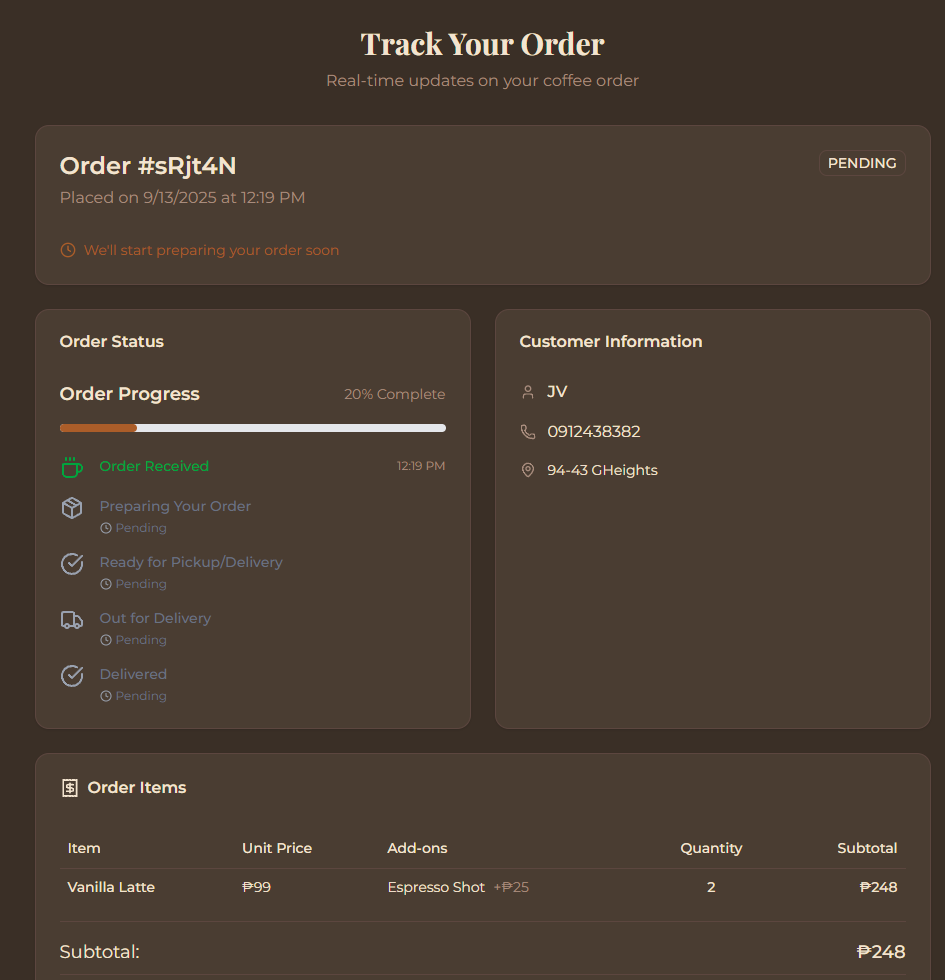 Track Your Order
Real-time updates on your coffee order
Order #sRjt4N
PENDING
Placed on 9/13/2025 at 12:19 PM
We'll start preparing your order soon
Order Status
Order Progress
20% Complete
Order Received
12:19 PM
Preparing Your Order
Pending
Ready for Pickup/Delivery
Pending
Out for Delivery
Pending
Delivered
Pending
Customer Information
JV
0912438382
94-43 GHeights
Order Items
Item Unit Price Add-ons Quantity Subtotal
Vanilla Latte ₱99 Espresso Shot +₱25 2 ₱248
Subtotal: ₱248